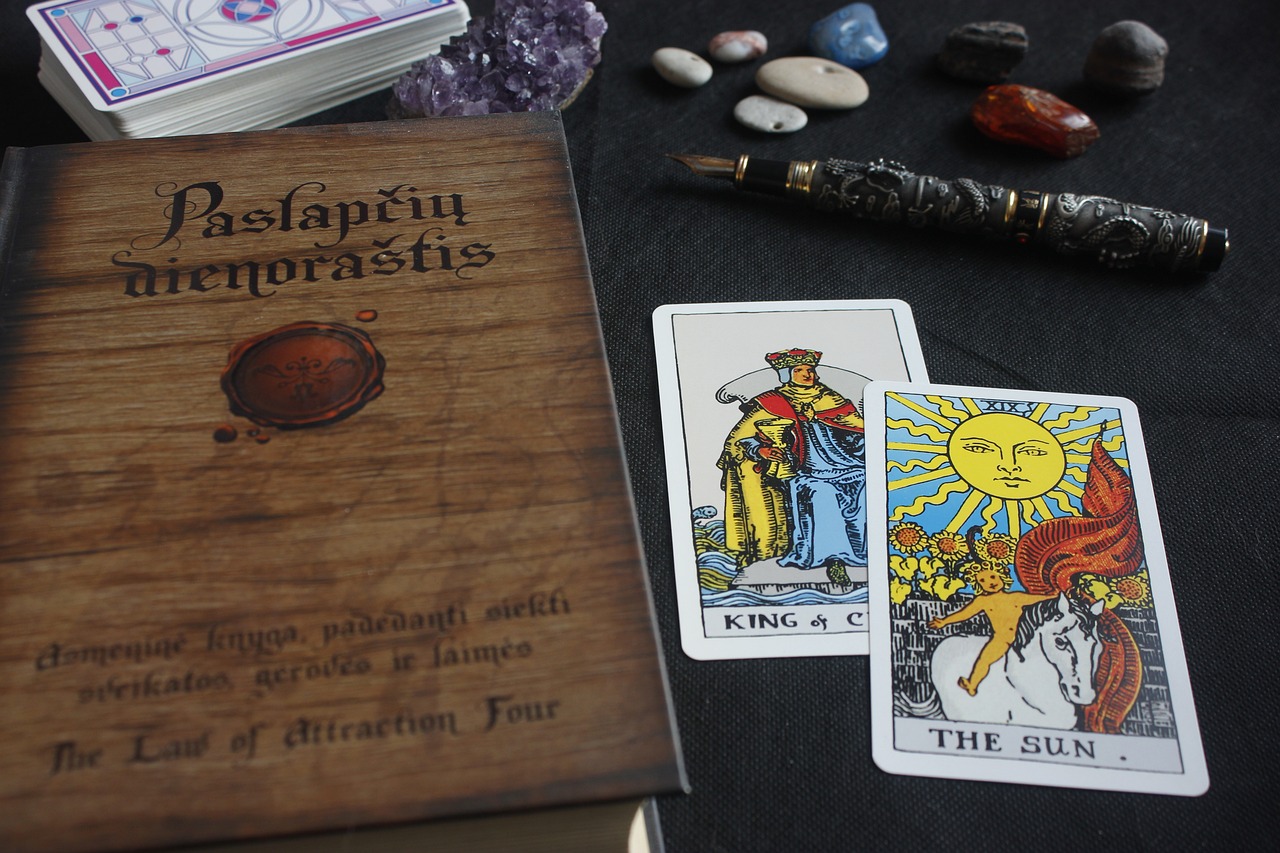 Paslapčių
dienoraštis
Asmeninė knyga, padedanti siekti
sveikatos, gerovės ir laimės
The Law of Attraction Four
KING of C
XIX
THE SUN .